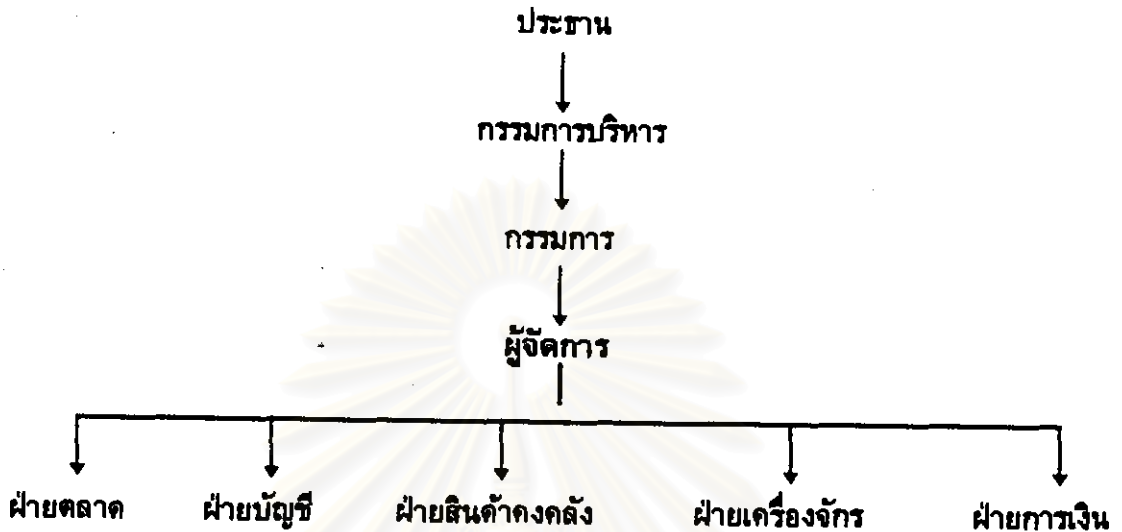 ประธาน
กรรมการบริหาร
กรรมการ
ผู้จัดการ
ฝ่ายตลาด ฝ่ายบัญชี ฝ่ายสินค้าคงคลัง ฝ่ายเครื่องจักร ฝ่ายการเงิน